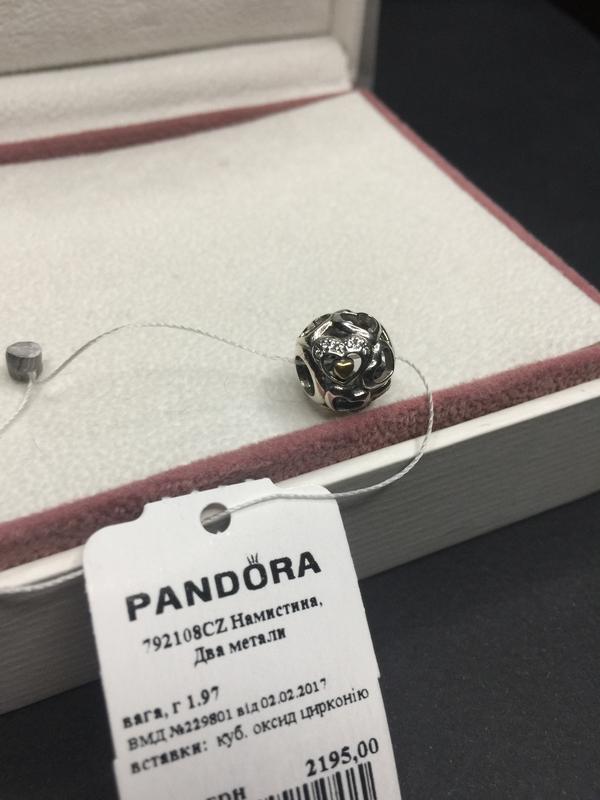 PANDORA
792108CZ Намистина,
Два метали
вага, г 1.97
ВМД №229801 від 02.02.2017
вставки: куб. оксид цирконію
2195,00
грн